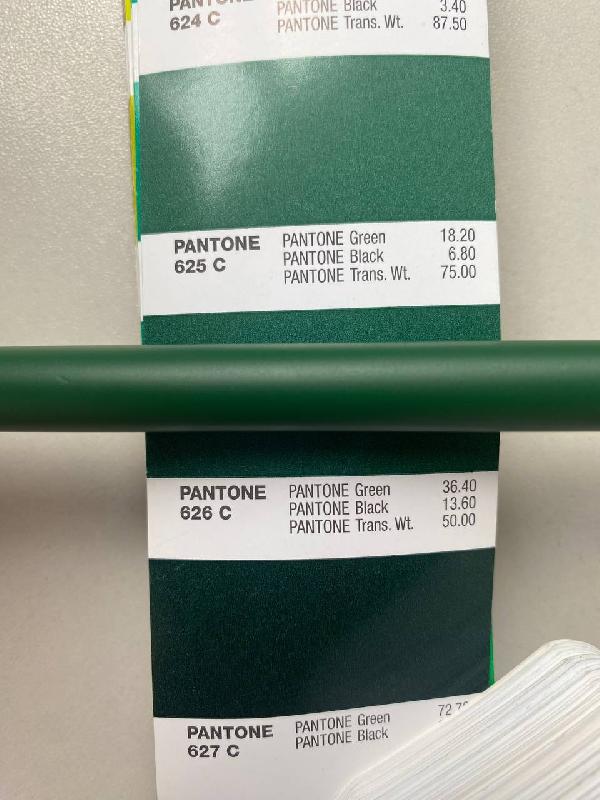 PANTONE PANTONE Black 3.40
624 C PANTONE Trans. Wt. 87.50
PANTONE PANTONE Green 18.20
625 C PANTONE Black 6.80
PANTONE Trans. Wt. 75.00
PANTONE PANTONE Green 36.40
626 C PANTONE Black 13.60
PANTONE Trans. Wt. 50.00
PANTONE PANTONE Green
627 C PANTONE Black